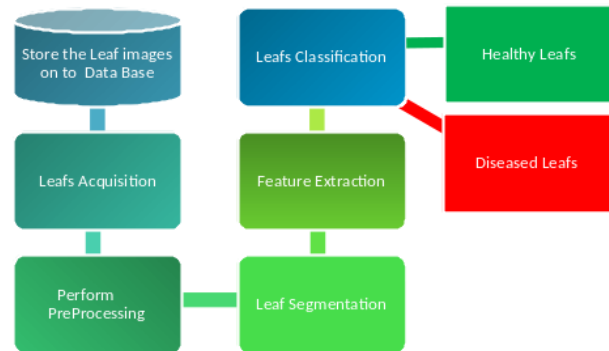 Store the Leaf images
on to  Data Base
Leafs Acquisition
Perform
PreProcessing
Leaf Segmentation
Feature Extraction
Leafs Classification
Healthy Leafs
Diseased Leafs